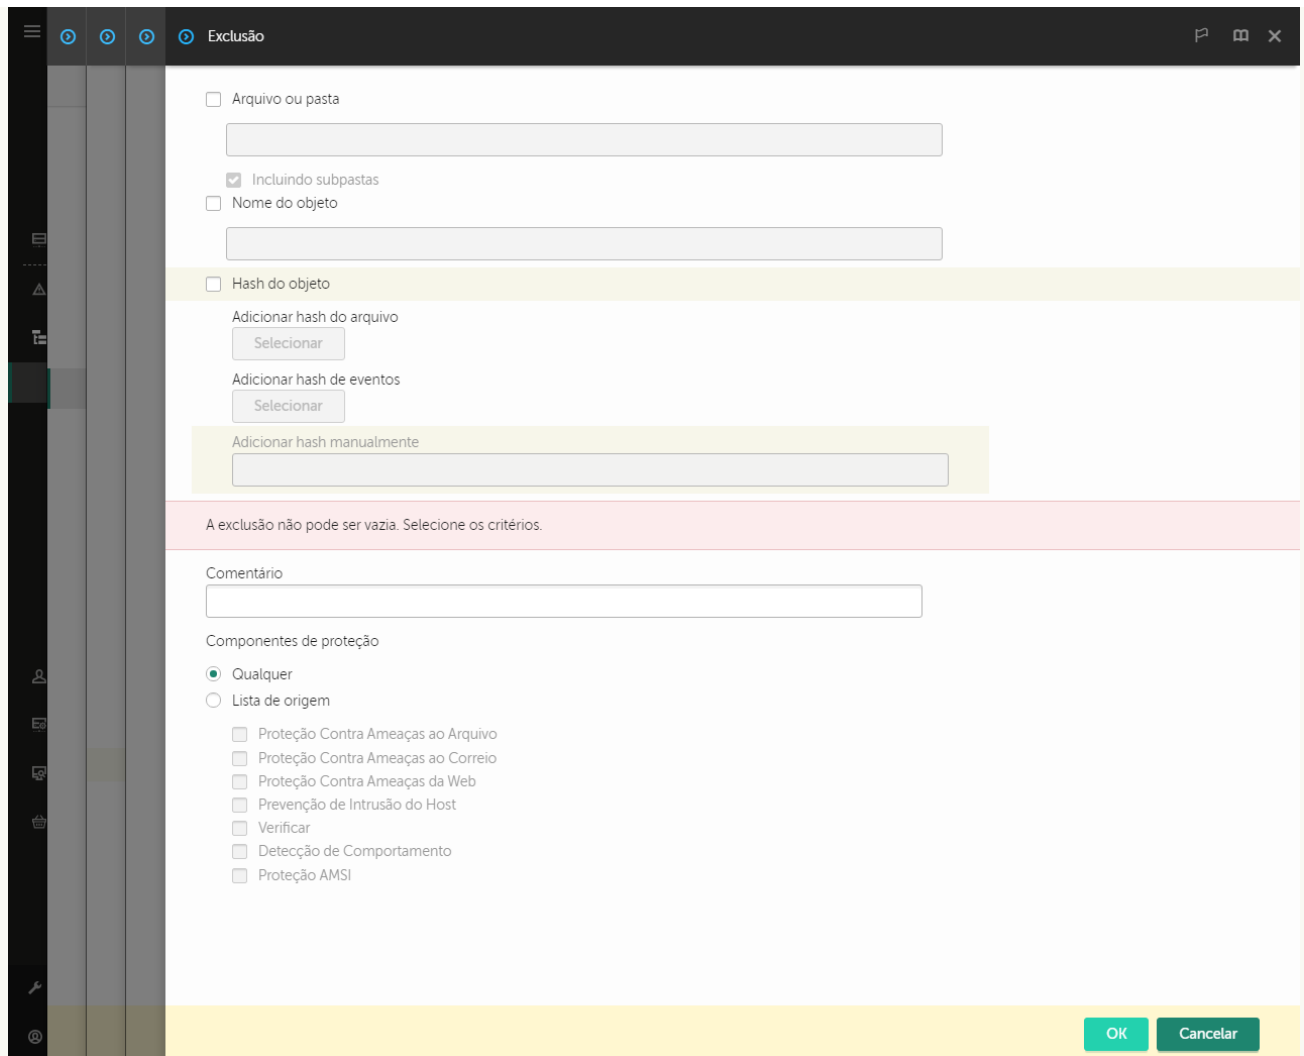 Exclusão
Arquivo ou pasta
Incluindo subpastas
Nome do objeto
Hash do objeto
Adicionar hash do arquivo
Selecionar
Adicionar hash de eventos
Selecionar
Adicionar hash manualmente
A exclusão não pode ser vazia. Selecione os critérios.
Comentário
Componentes de proteção
Qualquer
Lista de origem
Proteção Contra Ameaças ao Arquivo
Proteção Contra Ameaças ao Correio
Proteção Contra Ameaças da Web
Prevenção de Intrusão do Host
Verificar
Detecção de Comportamento
Proteção AMSI
OK Cancelar